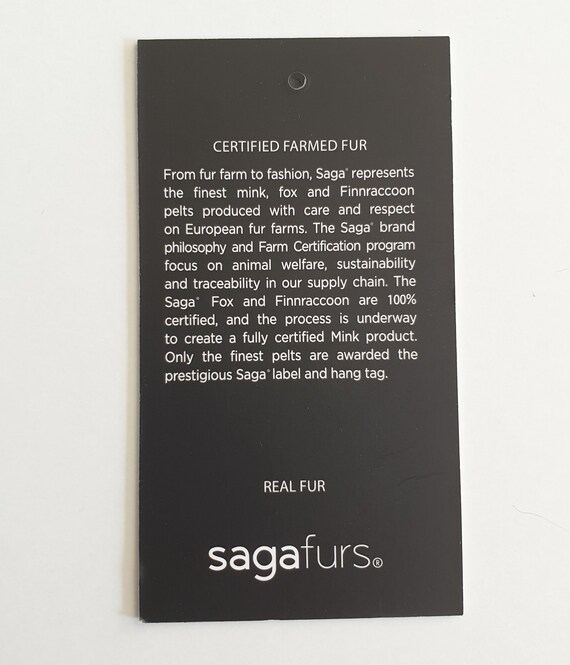 CERTIFIED FARMED FUR
From fur farm to fashion, Saga® represents
the finest mink, fox and Finnraccoon
pelts produced with care and respect
on European fur farms. The Saga® brand
philosophy and Farm Certification program
focus on animal welfare, sustainability
and traceability in our supply chain. The
Saga® Fox and Finnraccoon are 100%
certified, and the process is underway
to create a fully certified Mink product.
Only the finest pelts are awarded the
prestigious Saga® label and hang tag.
REAL FUR
sagafurs®